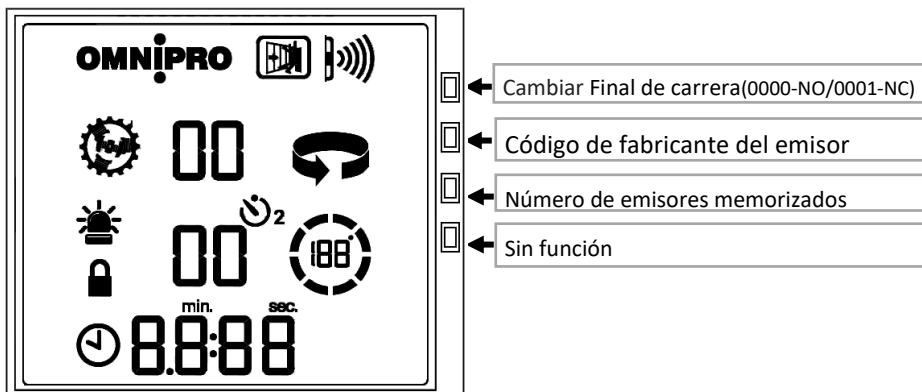 OMNIPRO
Cambiar Final de carrera(0000-NO/0001-NC)
00
Código de fabricante del emisor
Número de emisores memorizados
2
00
188°
Sin función
min. sec.
8.8:88